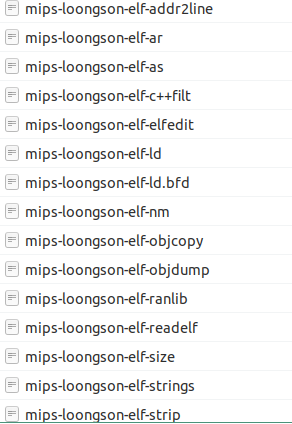 mips-loongson-elf-addr2line
mips-loongson-elf-ar
mips-loongson-elf-as
mips-loongson-elf-c++filt
mips-loongson-elf-elfedit
mips-loongson-elf-ld
mips-loongson-elf-ld.bfd
mips-loongson-elf-nm
mips-loongson-elf-objcopy
mips-loongson-elf-objdump
mips-loongson-elf-ranlib
mips-loongson-elf-readelf
mips-loongson-elf-size
mips-loongson-elf-strings
mips-loongson-elf-strip